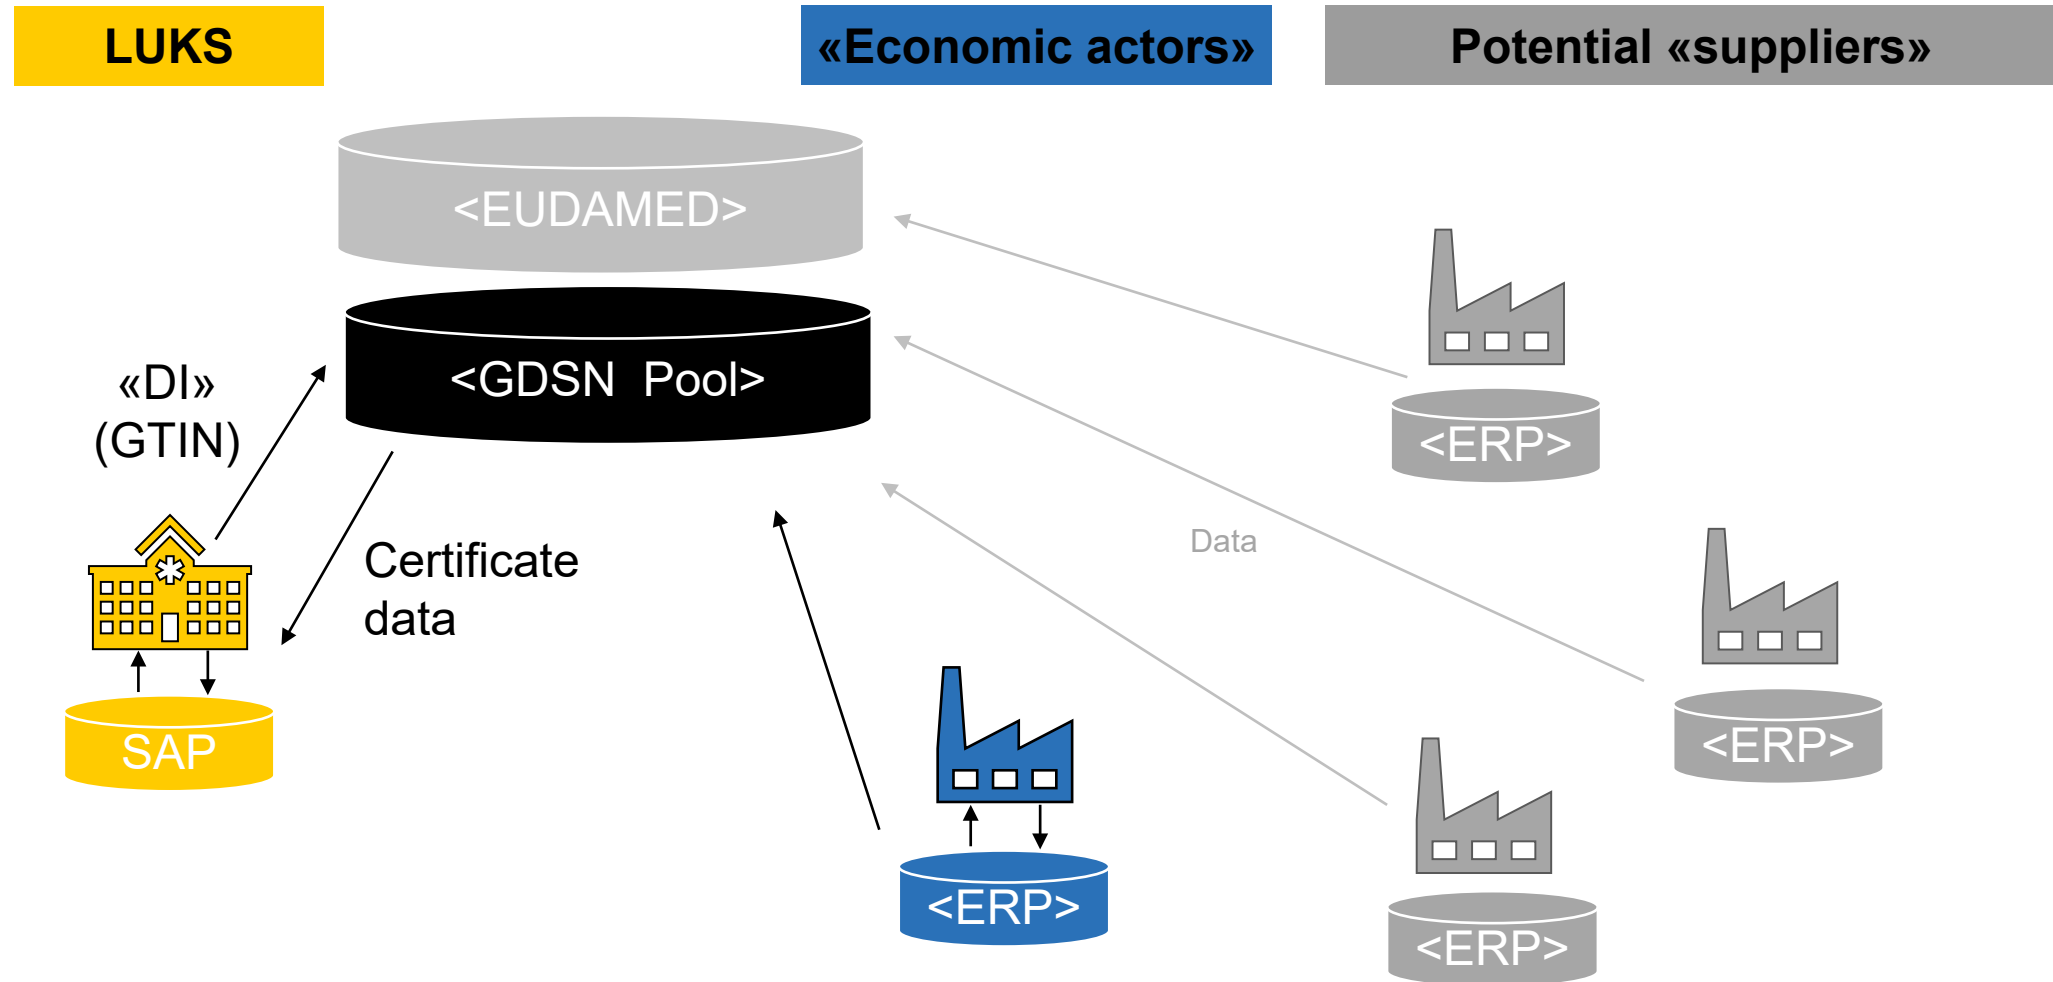 LUKS
«Economic actors»
Potential «suppliers»
<EUDAMED>
<GDSN  Pool>
«DI»
(GTIN)
<ERP>
Data
Certificate
data
SAP
<ERP>
<ERP>
<ERP>